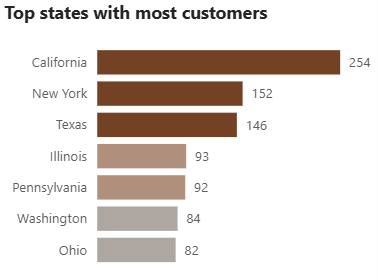 Top states with most customers
California 254
New York 152
Texas 146
Illinois 93
Pennsylvania 92
Washington 84
Ohio 82